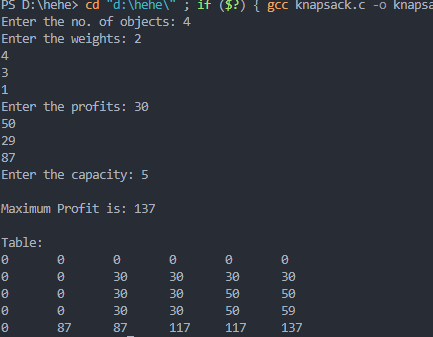 PS D:\hehe> cd "d:\hehe\" ; if ($?) { gcc knapsack.c -o knapsa
Enter the no. of objects: 4
Enter the weights: 2
4
3
1
Enter the profits: 30
50
29
87
Enter the capacity: 5
Maximum Profit is: 137
Table:
0 0 0 0 0 0
0 0 30 30 30 30
0 0 30 30 50 50
0 0 30 30 50 59
0 87 87 117 117 137